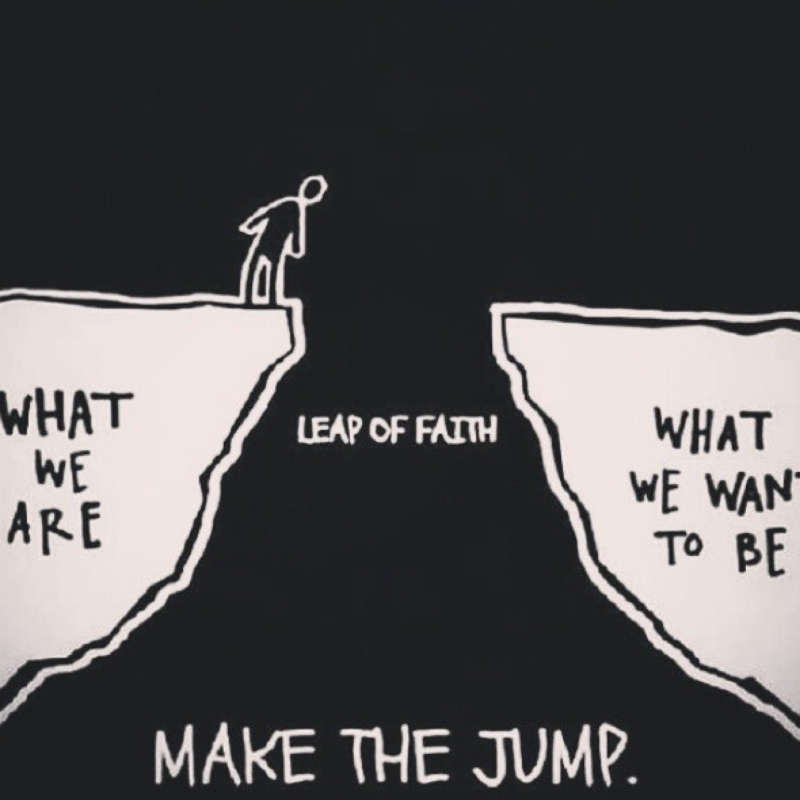 WHAT
WE
ARE
LEAP OF FAITH
WHAT
WE WANT
TO BE
MAKE THE JUMP.